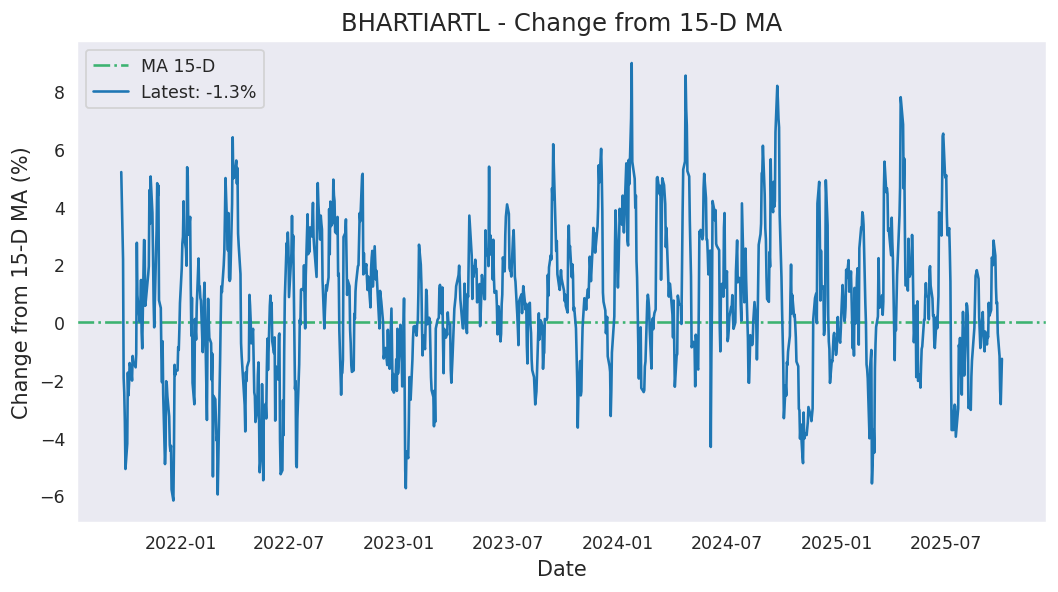 BHARTIARTL - Change from 15-D MA
MA 15-D
Latest: -1.3%
Change from 15-D MA (%)
8
6
4
2
0
−2
−4
−6
2022-01 2022-07 2023-01 2023-07 2024-01 2024-07 2025-01 2025-07
Date